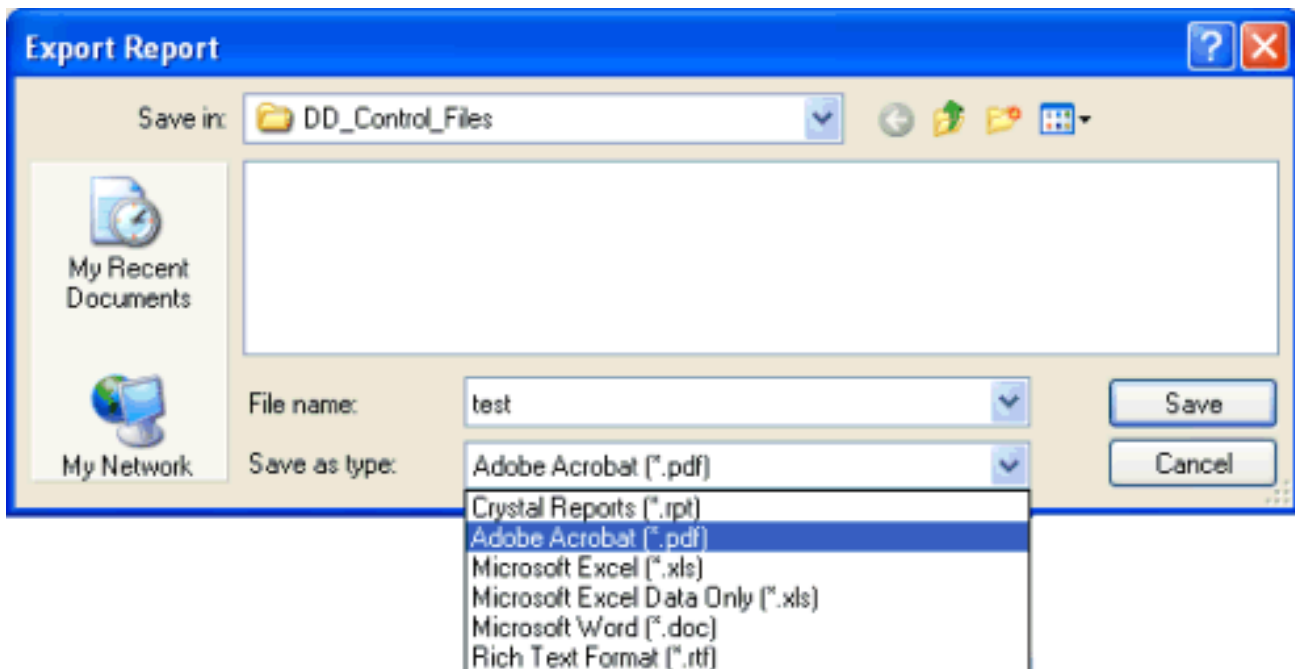 Export Report
Save in: DD_Control_Files
My Recent
Documents
My Network
File name: test
Save
Save as type: Adobe Acrobat (*.pdf)
Cancel
Crystal Reports (*.rpt)
Adobe Acrobat (*.pdf)
Microsoft Excel (*.xls)
Microsoft Excel Data Only (*.xls)
Microsoft Word (*.doc)
Rich Text Format (*.rtf)